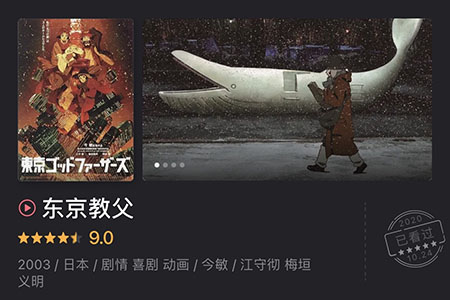 東京ゴッドファーザーズ
东京教父
9.0
2003 / 日本 / 剧情 喜剧 动画 / 今敏 / 江守彻 梅垣
义明
2020
已看过
10.24